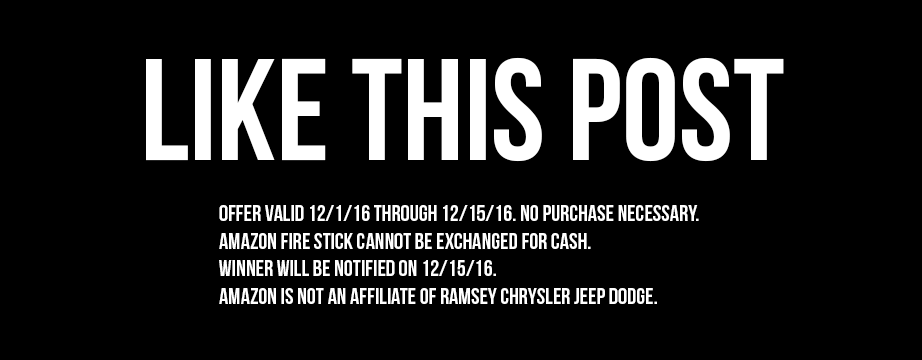 LIKE THIS POST
OFFER VALID 12/1/16 THROUGH 12/15/16. NO PURCHASE NECESSARY.
AMAZON FIRE STICK CANNOT BE EXCHANGED FOR CASH.
WINNER WILL BE NOTIFIED ON 12/15/16.
AMAZON IS NOT AN AFFILIATE OF RAMSEY CHRYSLER JEEP DODGE.